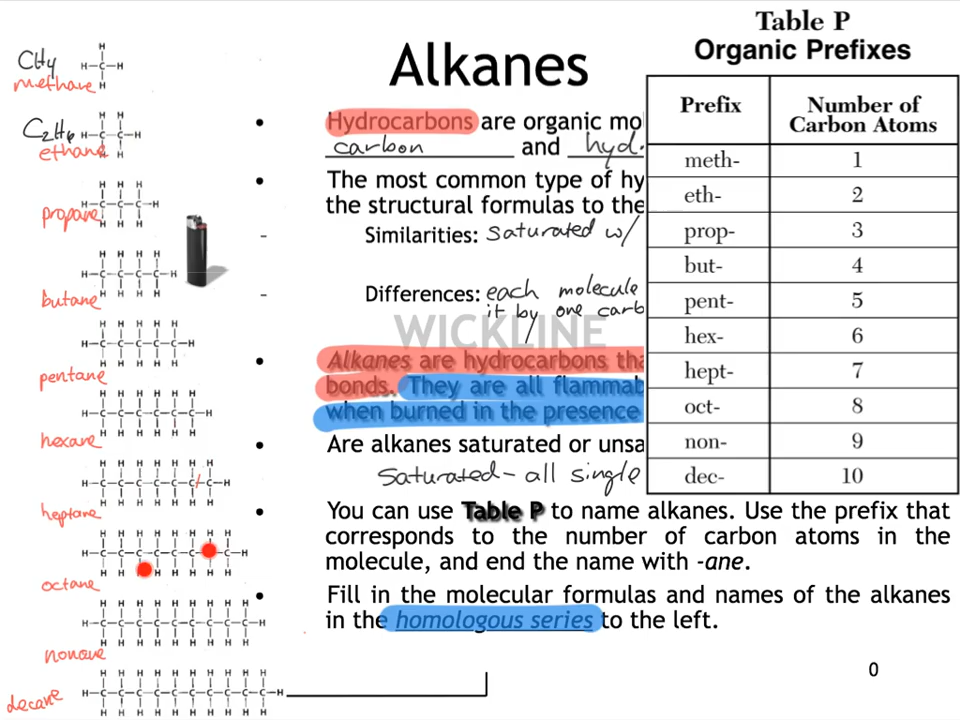 Alkanes
Table P
Organic Prefixes
Prefix Number of Carbon Atoms
meth- 1
eth- 2
prop- 3
but- 4
pent- 5
hex- 6
hept- 7
oct- 8
non- 9
dec- 10
CH4
methane
C2H6
ethane
propane
butane
pentane
hexane
heptane
octane
nonane
decane
• Hydrocarbons are organic mo
carbon and hyd
• The most common type of hy
the structural formulas to the
- Similarities: saturated w/
- Differences: each molecule
it by one carb
WICKLINE
• Alkanes are hydrocarbons tha
bonds. They are all flammab
when burned in the presence
• Are alkanes saturated or unsa
Saturated - all single
• You can use Table P to name alkanes. Use the prefix that
corresponds to the number of carbon atoms in the
molecule, and end the name with -ane.
• Fill in the molecular formulas and names of the alkanes
in the homologous series to the left.
0